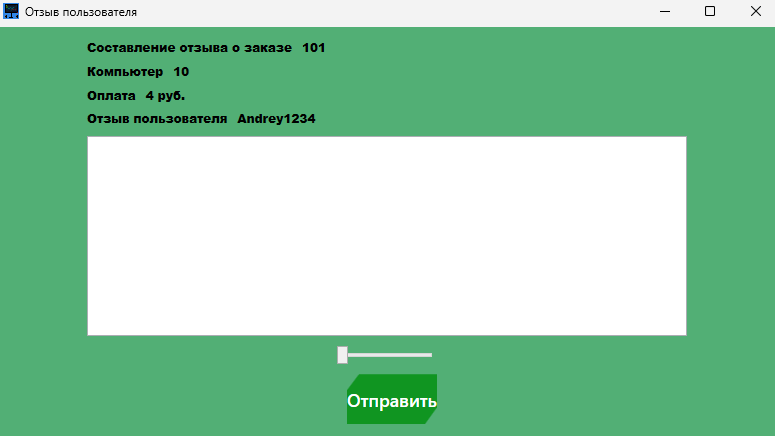 Отзыв пользователя
Составление отзыва о заказе 101
Компьютер 10
Оплата 4 руб.
Отзыв пользователя Andrey1234
Отправить